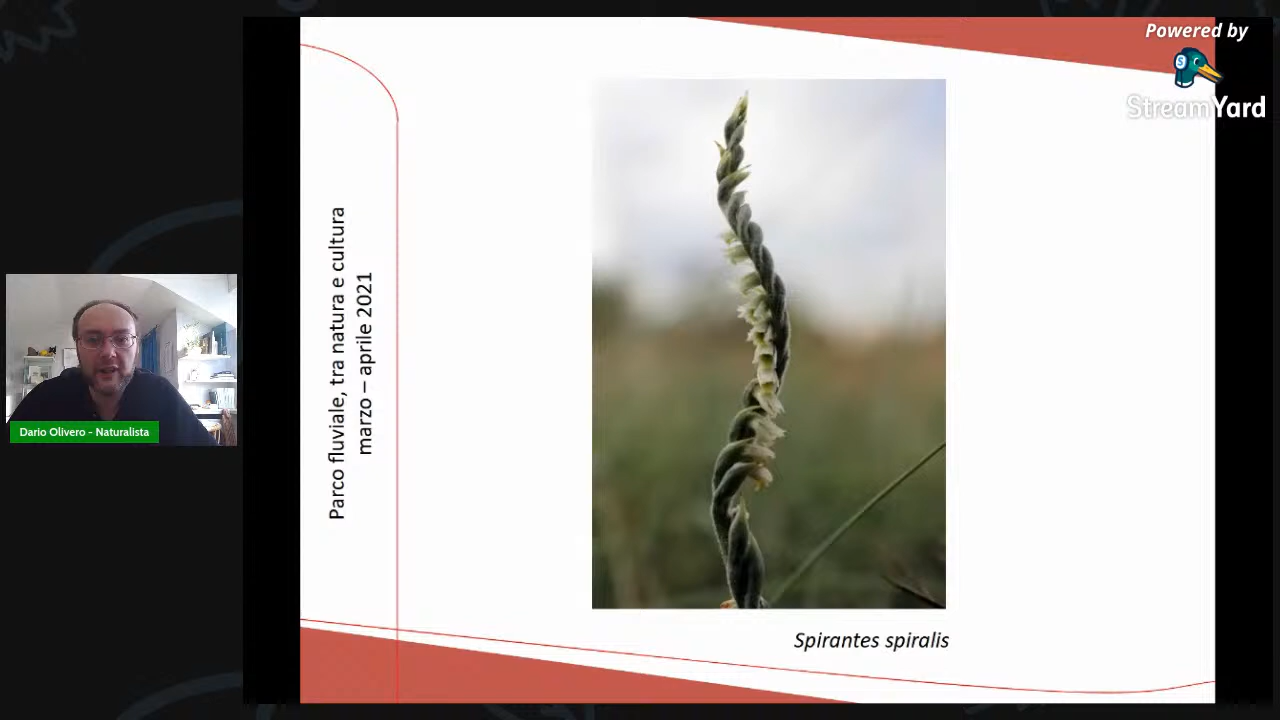 Powered by
StreamYard
Parco fluviale, tra natura e cultura
marzo – aprile 2021
Dario Olivero - Naturalista
Spirantes spiralis